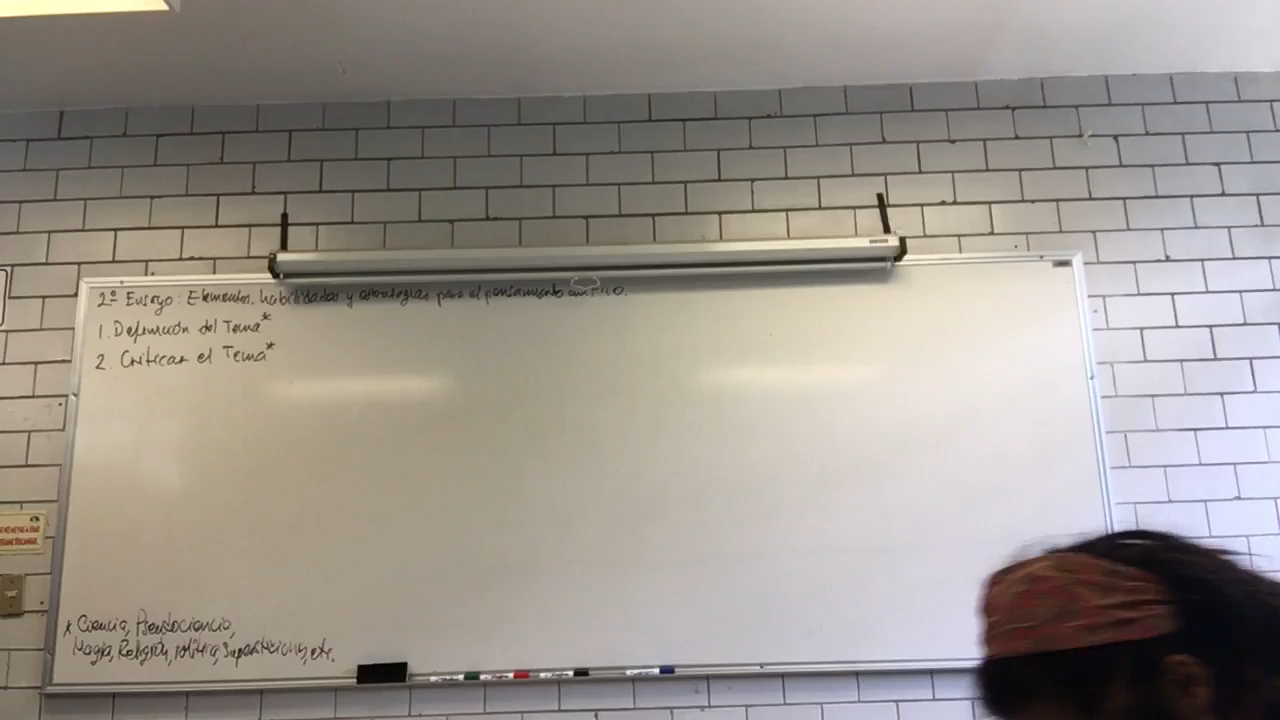 2º Ensayo: Elementos, habilidades y estrategias para el pensamiento crítico.
1. Definición del Tema*
2. Criticar el Tema*
* Ciencia, Pseudociencia,
Magia, Religión, política, Supersticiones, etc.